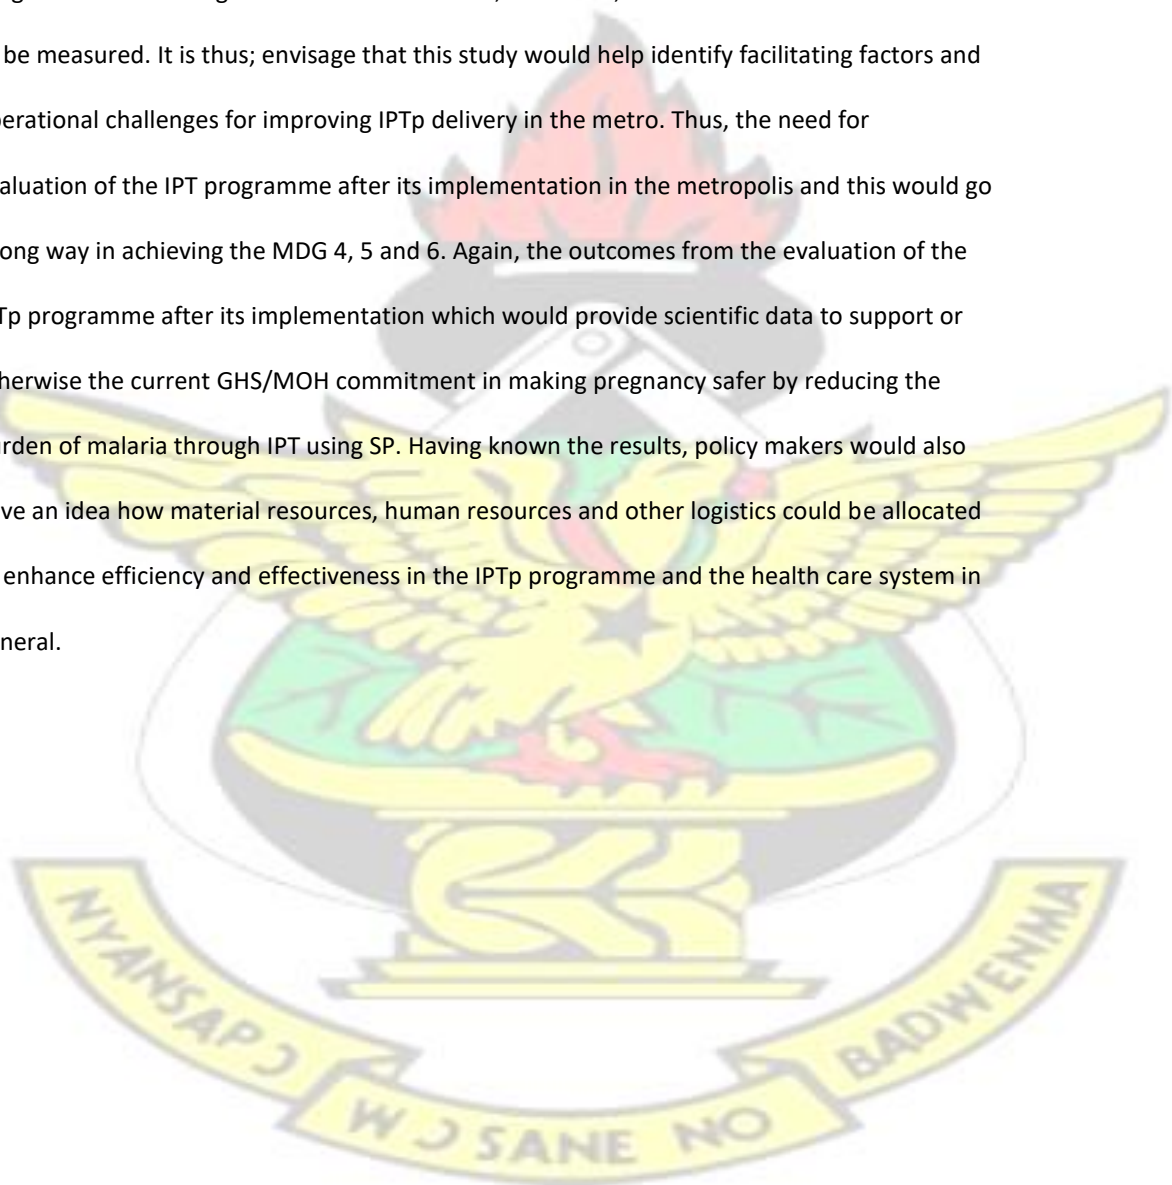 be measured. It is thus; envisage that this study would help identify facilitating factors and
perational challenges for improving IPTp delivery in the metro. Thus, the need for
aluation of the IPT programme after its implementation in the metropolis and this would go
ong way in achieving the MDG 4, 5 and 6. Again, the outcomes from the evaluation of the
Tp programme after its implementation which would provide scientific data to support or
herwise the current GHS/MOH commitment in making pregnancy safer by reducing the
rden of malaria through IPT using SP. Having known the results, policy makers would also
ve an idea how material resources, human resources and other logistics could be allocated
enhance efficiency and effectiveness in the IPTp programme and the health care system in
neral.
NYANSAPƆ
WƆSANE NO
BADWENMA